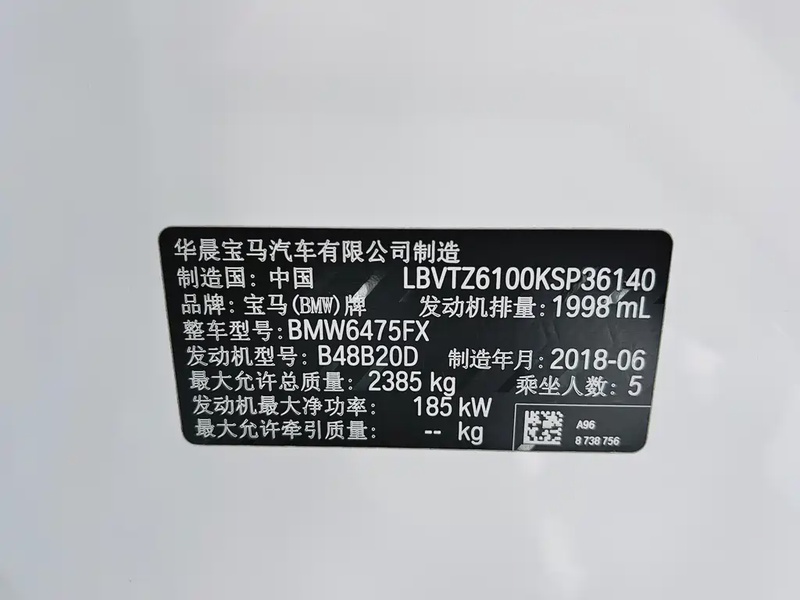 华晨宝马汽车有限公司制造
制造国：中国 LBVTZ6100KSP36140
品牌：宝马(BMW)牌 发动机排量：1998 mL
整车型号：BMW6475FX
发动机型号：B48B20D 制造年月：2018-06
最大允许总质量：2385 kg 乘坐人数：5
发动机最大净功率： 185 kW
最大允许牵引质量： -- kg
A96
8 738 756